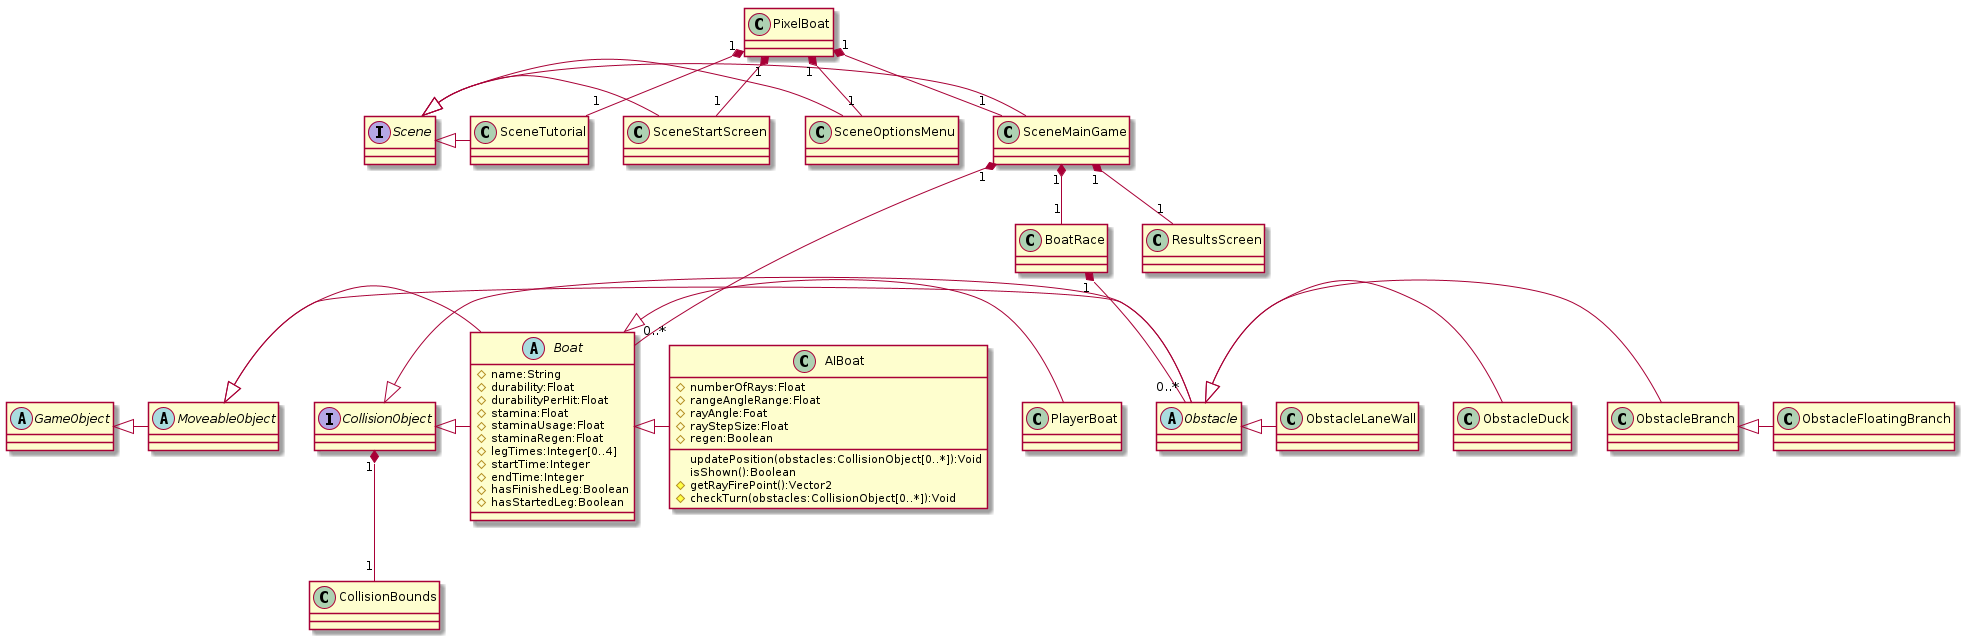 C PixelBoat
1
1
1
1
1
1
1
1
I Scene
C SceneTutorial
C SceneStartScreen
C SceneOptionsMenu
C SceneMainGame
1
1
1
1
1
C BoatRace
C ResultsScreen
1
0..*
0..*
A GameObject
A MoveableObject
I CollisionObject
1
1
C CollisionBounds
A Boat
name:String
durability:Float
durabilityPerHit:Float
stamina:Float
staminaUsage:Float
staminaRegen:Float
legTimes:Integer[0..4]
startTime:Integer
endTime:Integer
hasFinishedLeg:Boolean
hasStartedLeg:Boolean
C AIBoat
numberOfRays:Float
rangeAngleRange:Float
rayAngle:Foat
rayStepSize:Float
regen:Boolean
updatePosition(obstacles:CollisionObject[0..*]):Void
isShown():Boolean
getRayFirePoint():Vector2
checkTurn(obstacles:CollisionObject[0..*]):Void
C PlayerBoat
A Obstacle
C ObstacleLaneWall
C ObstacleDuck
C ObstacleBranch
C ObstacleFloatingBranch